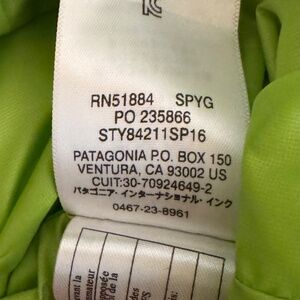 RN51884 SPYG
PO 235866
STY84211SP16
PATAGONIA P.O. BOX 150
VENTURA, CA 93002 US
CUIT:30-70924649-2
パタゴニア・インターナショナル・インク
0467-23-8961